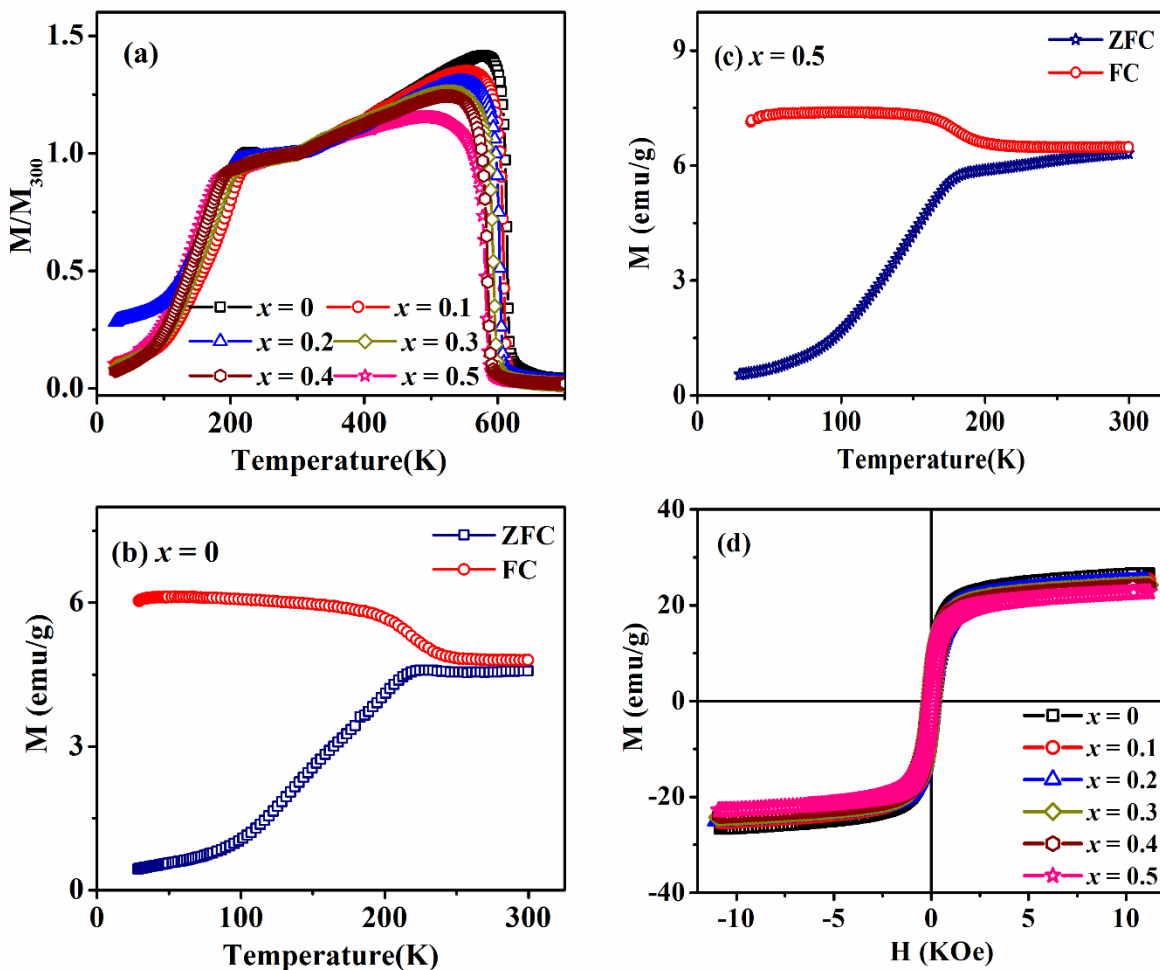 (a)
1.5
1.0
0.5
0.0
M/M300
x = 0
x = 0.1
x = 0.2
x = 0.3
x = 0.4
x = 0.5
0
200
400
600
Temperature(K)
(c) x = 0.5
ZFC
FC
9
6
3
0
M (emu/g)
0
100
200
300
Temperature(K)
(b) x = 0
ZFC
FC
6
3
0
M (emu/g)
0
100
200
300
Temperature(K)
(d)
40
20
0
-20
-40
M (emu/g)
x = 0
x = 0.1
x = 0.2
x = 0.3
x = 0.4
x = 0.5
-10
-5
0
5
10
H (KOe)